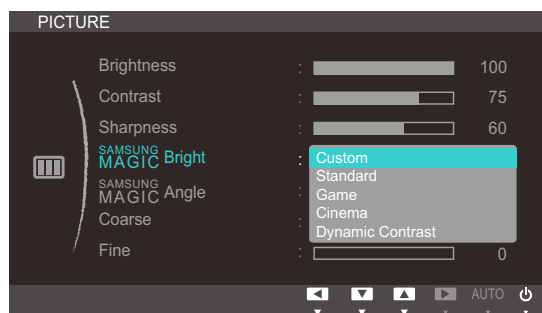 PICTURE
Brightness : 100
Contrast : 75
Sharpness : 60
SAMSUNG MAGIC Bright : Custom
Standard
SAMSUNG MAGIC Angle : Game
Cinema
Coarse : Dynamic Contrast
Fine : 0
AUTO